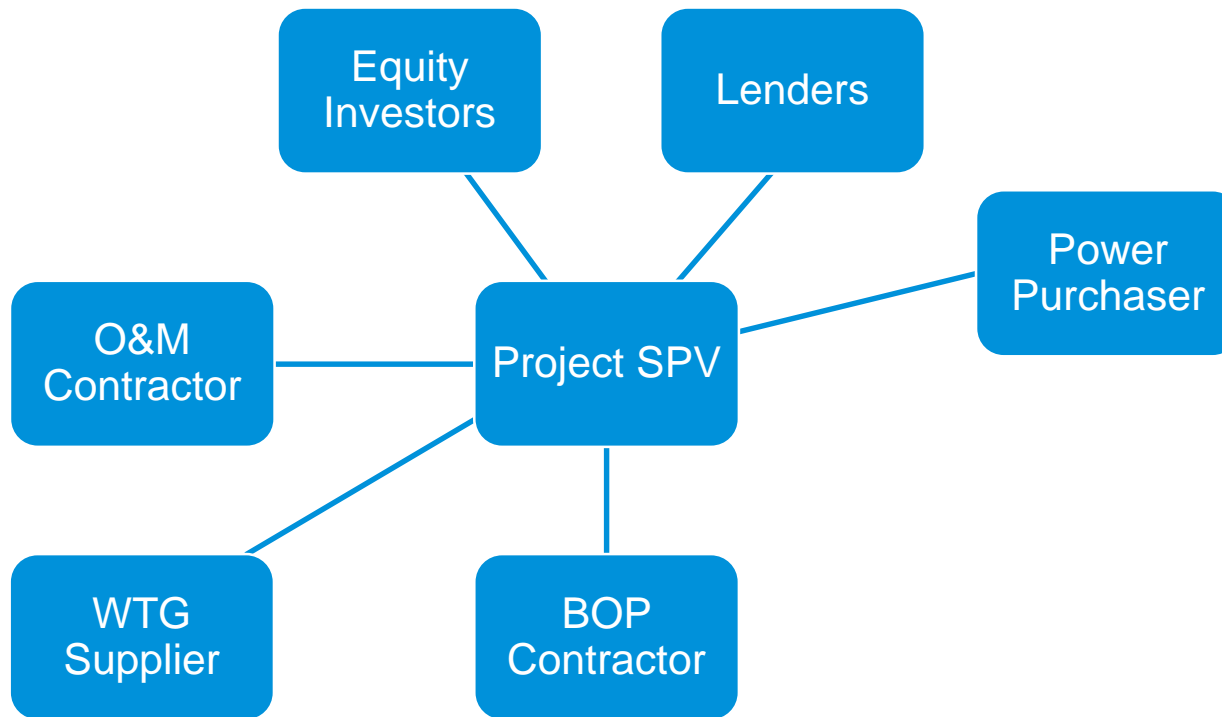 Equity
Investors
Lenders
Power
Purchaser
O&M
Contractor
Project SPV
WTG
Supplier
BOP
Contractor